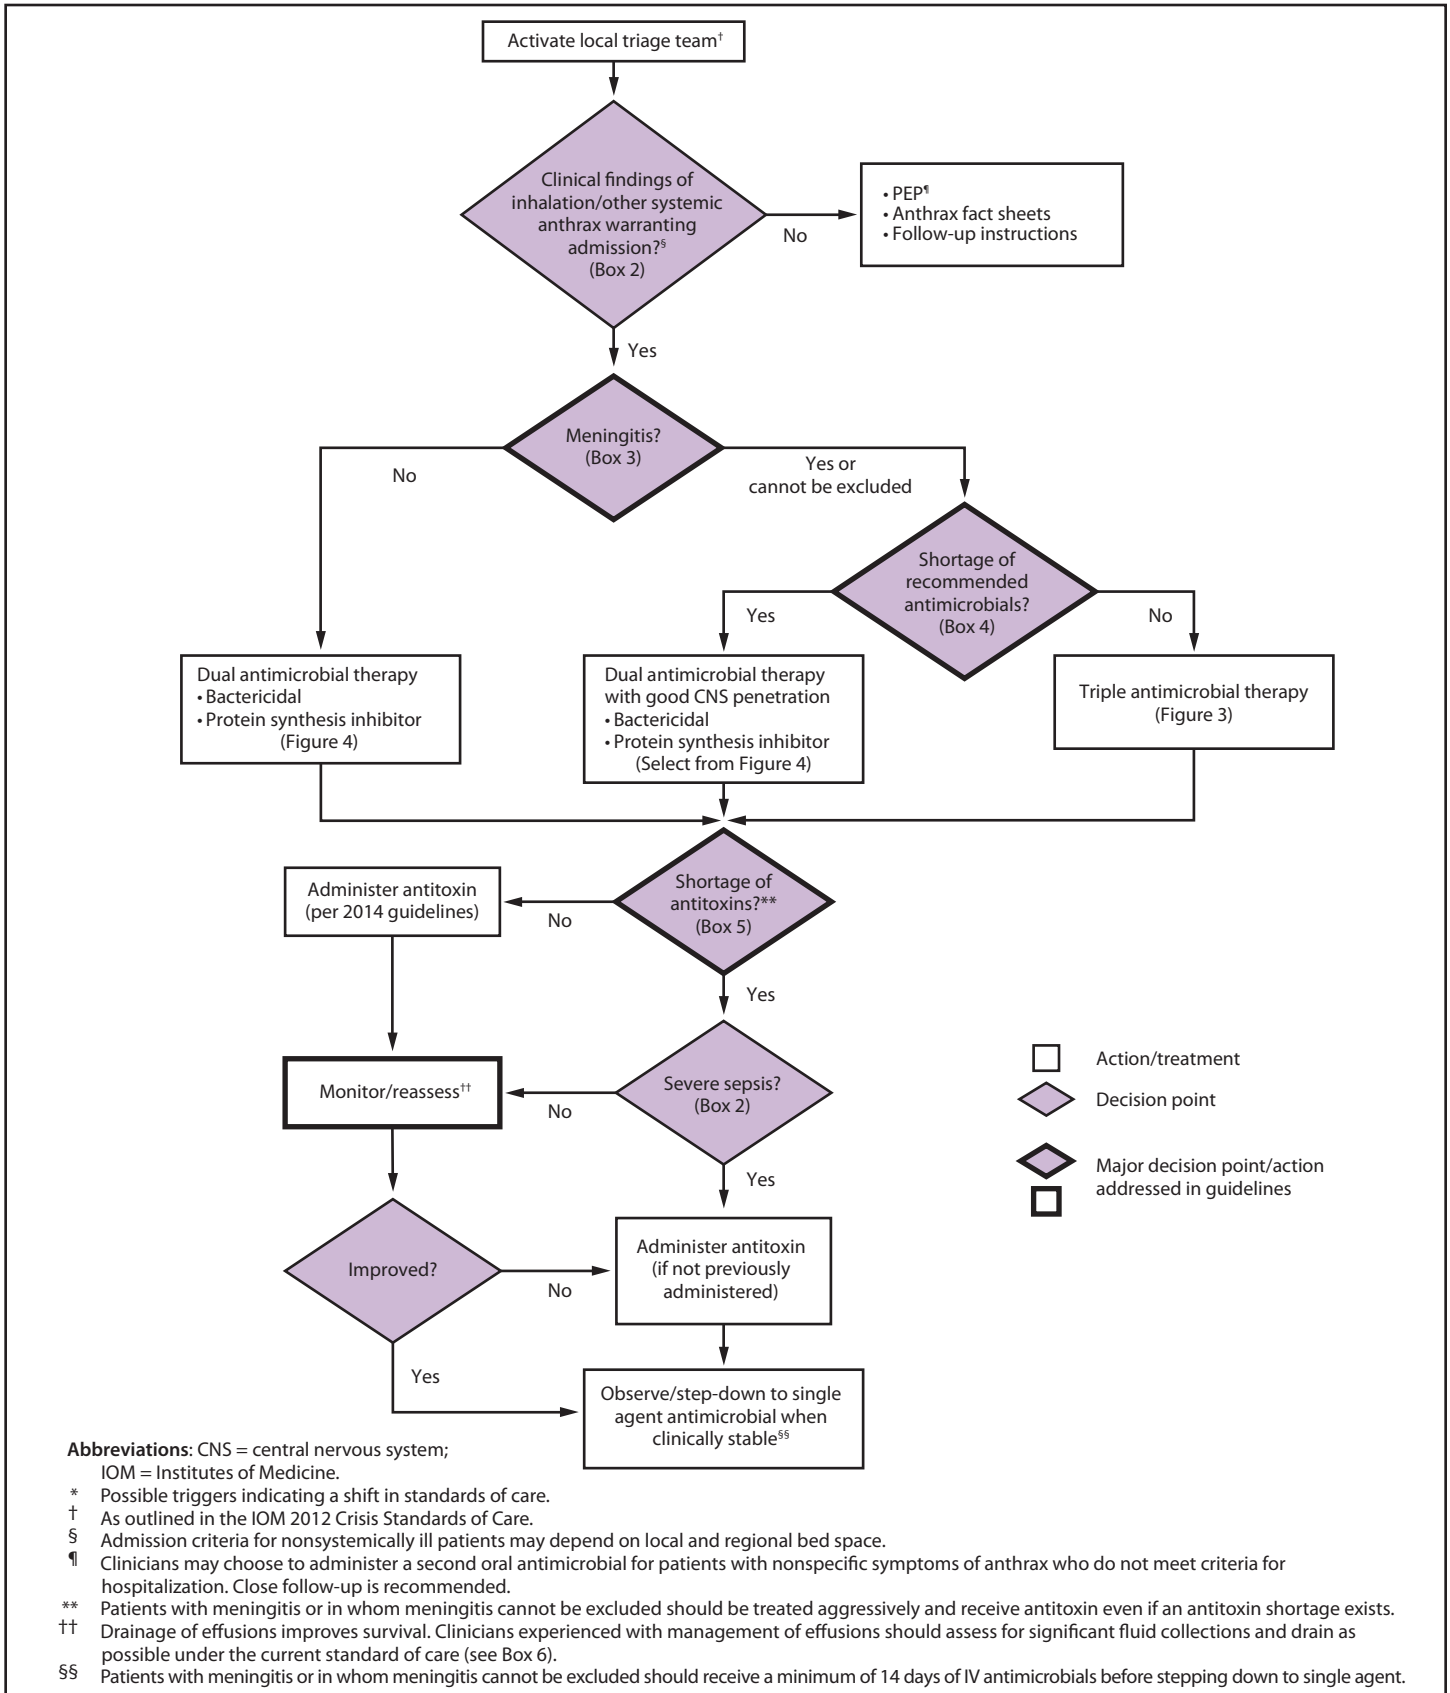 Activate local triage team†
Clinical findings of
inhalation/other systemic
anthrax warranting
admission?§
(Box 2)
No
• PEP¶
• Anthrax fact sheets
• Follow-up instructions
Yes
Meningitis?
(Box 3)
No
Yes or
cannot be excluded
Shortage of
recommended
antimicrobials?
(Box 4)
Yes
No
Dual antimicrobial therapy
• Bactericidal
• Protein synthesis inhibitor
(Figure 4)
Dual antimicrobial therapy
with good CNS penetration
• Bactericidal
• Protein synthesis inhibitor
(Select from Figure 4)
Triple antimicrobial therapy
(Figure 3)
Shortage of
antitoxins?**
(Box 5)
No
Administer antitoxin
(per 2014 guidelines)
Yes
Severe sepsis?
(Box 2)
No
Monitor/reassess††
Yes
Improved?
No
Administer antitoxin
(if not previously
administered)
Yes
Observe/step-down to single
agent antimicrobial when
clinically stable§§
Action/treatment
Decision point
Major decision point/action
addressed in guidelines
Abbreviations: CNS = central nervous system;
IOM = Institutes of Medicine.
* Possible triggers indicating a shift in standards of care.
† As outlined in the IOM 2012 Crisis Standards of Care.
§ Admission criteria for nonsystemically ill patients may depend on local and regional bed space.
¶ Clinicians may choose to administer a second oral antimicrobial for patients with nonspecific symptoms of anthrax who do not meet criteria for
hospitalization. Close follow-up is recommended.
** Patients with meningitis or in whom meningitis cannot be excluded should be treated aggressively and receive antitoxin even if an antitoxin shortage exists.
†† Drainage of effusions improves survival. Clinicians experienced with management of effusions should assess for significant fluid collections and drain as
possible under the current standard of care (see Box 6).
§§ Patients with meningitis or in whom meningitis cannot be excluded should receive a minimum of 14 days of IV antimicrobials before stepping down to single agent.